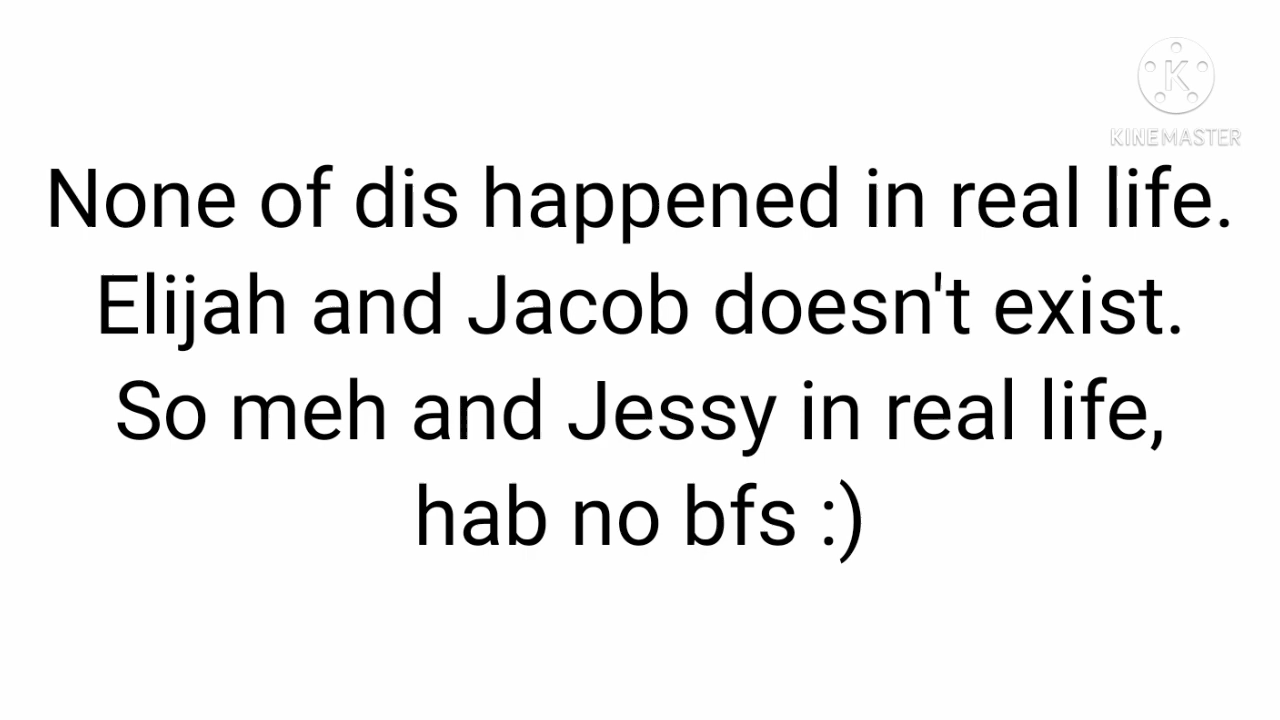 KINEMASTER
None of dis happened in real life.
Elijah and Jacob doesn't exist.
So meh and Jessy in real life,
hab no bfs :)